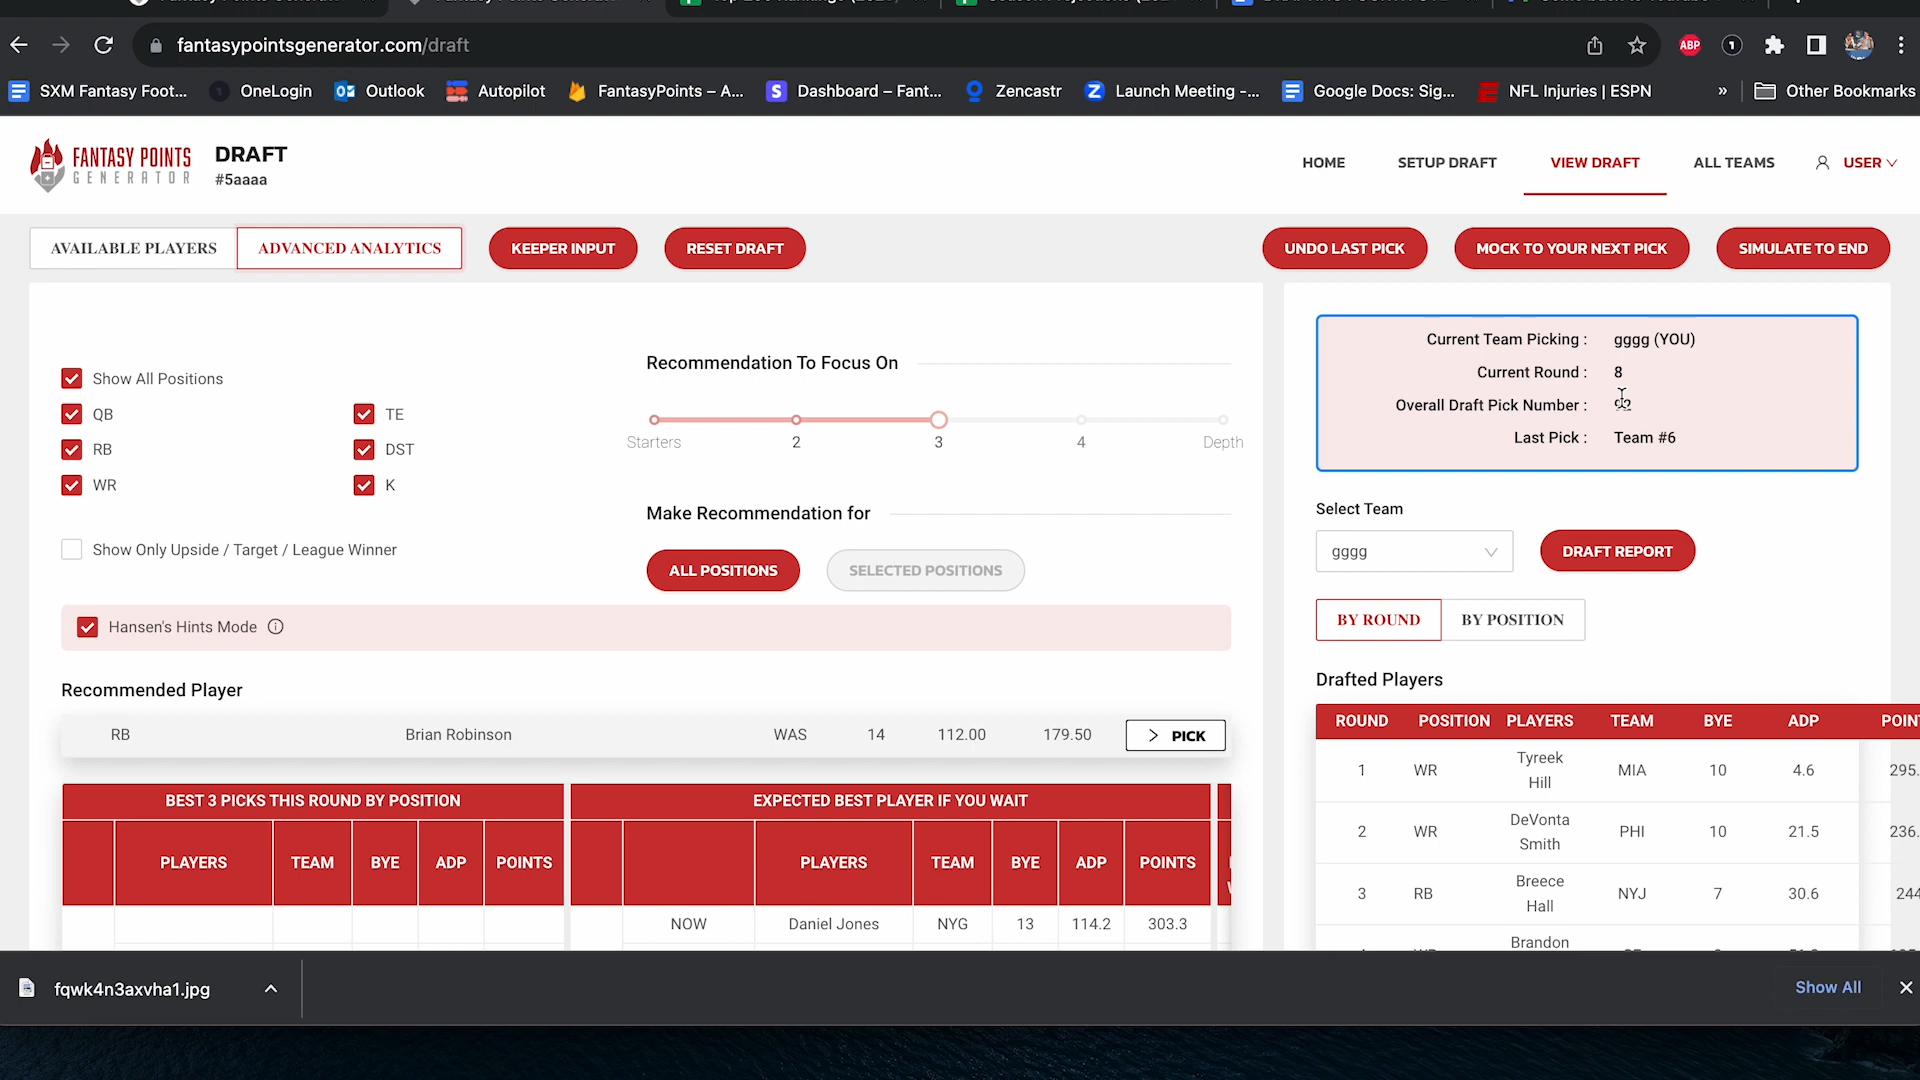 fantasypointsgenerator.com/draft
ABP
SXM Fantasy Foot... OneLogin Outlook Autopilot FantasyPoints – A... Dashboard – Fant... Zencastr Launch Meeting -... Google Docs: Sig... NFL Injuries | ESPN » Other Bookmarks
FANTASY POINTS
GENERATOR
DRAFT
#5aaaa
HOME SETUP DRAFT VIEW DRAFT ALL TEAMS USER
AVAILABLE PLAYERS ADVANCED ANALYTICS KEEPER INPUT RESET DRAFT UNDO LAST PICK MOCK TO YOUR NEXT PICK SIMULATE TO END
Show All Positions
QB TE
RB DST
WR K
Show Only Upside / Target / League Winner
Recommendation To Focus On
Starters 2 3 4 Depth
Make Recommendation for
ALL POSITIONS SELECTED POSITIONS
Hansen's Hints Mode
Recommended Player
RB Brian Robinson WAS 14 112.00 179.50 > PICK
BEST 3 PICKS THIS ROUND BY POSITION EXPECTED BEST PLAYER IF YOU WAIT
PLAYERS TEAM BYE ADP POINTS PLAYERS TEAM BYE ADP POINTS
NOW Daniel Jones NYG 13 114.2 303.3
Current Team Picking : gggg (YOU)
Current Round : 8
Overall Draft Pick Number :
Last Pick : Team #6
Select Team
gggg DRAFT REPORT
BY ROUND BY POSITION
Drafted Players
ROUND POSITION PLAYERS TEAM BYE ADP POIN
1 WR Tyreek Hill MIA 10 4.6 295.
2 WR DeVonta Smith PHI 10 21.5 236.
3 RB Breece Hall NYJ 7 30.6 244
Brandon
fqwk4n3axvha1.jpg
Show All